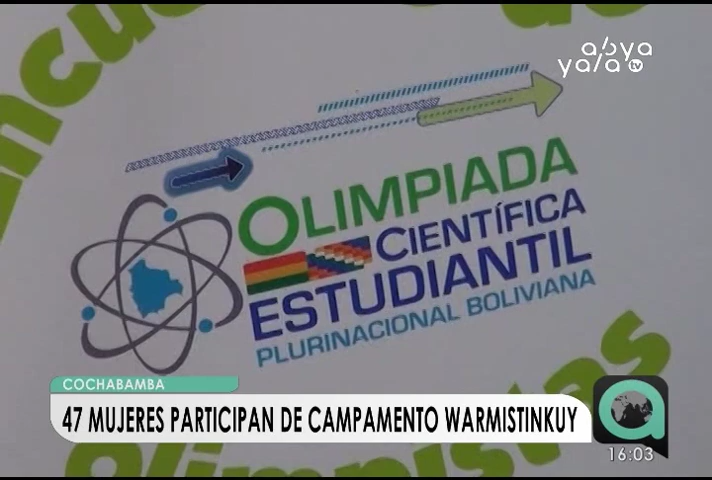 abya
yala tv
OLIMPIADA
CIENTÍFICA
ESTUDIANTIL
PLURINACIONAL BOLIVIANA
COCHABAMBA
47 MUJERES PARTICIPAN DE CAMPAMENTO WARMISTINKUY
16:03